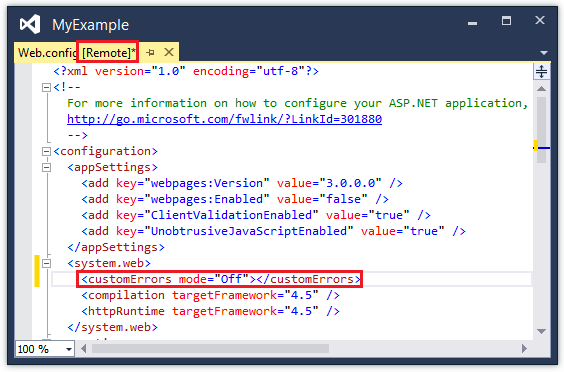 MyExample
Web.config [Remote]*
<?xml version="1.0" encoding="utf-8"?>
<!--
For more information on how to configure your ASP.NET application,
http://go.microsoft.com/fwlink/?LinkId=301880
-->
<configuration>
<appSettings>
<add key="webpages:Version" value="3.0.0.0" />
<add key="webpages:Enabled" value="false" />
<add key="ClientValidationEnabled" value="true" />
<add key="UnobtrusiveJavaScriptEnabled" value="true" />
</appSettings>
<system.web>
<customErrors mode="Off"></customErrors>
<compilation targetFramework="4.5" />
<httpRuntime targetFramework="4.5" />
</system.web>
100 %